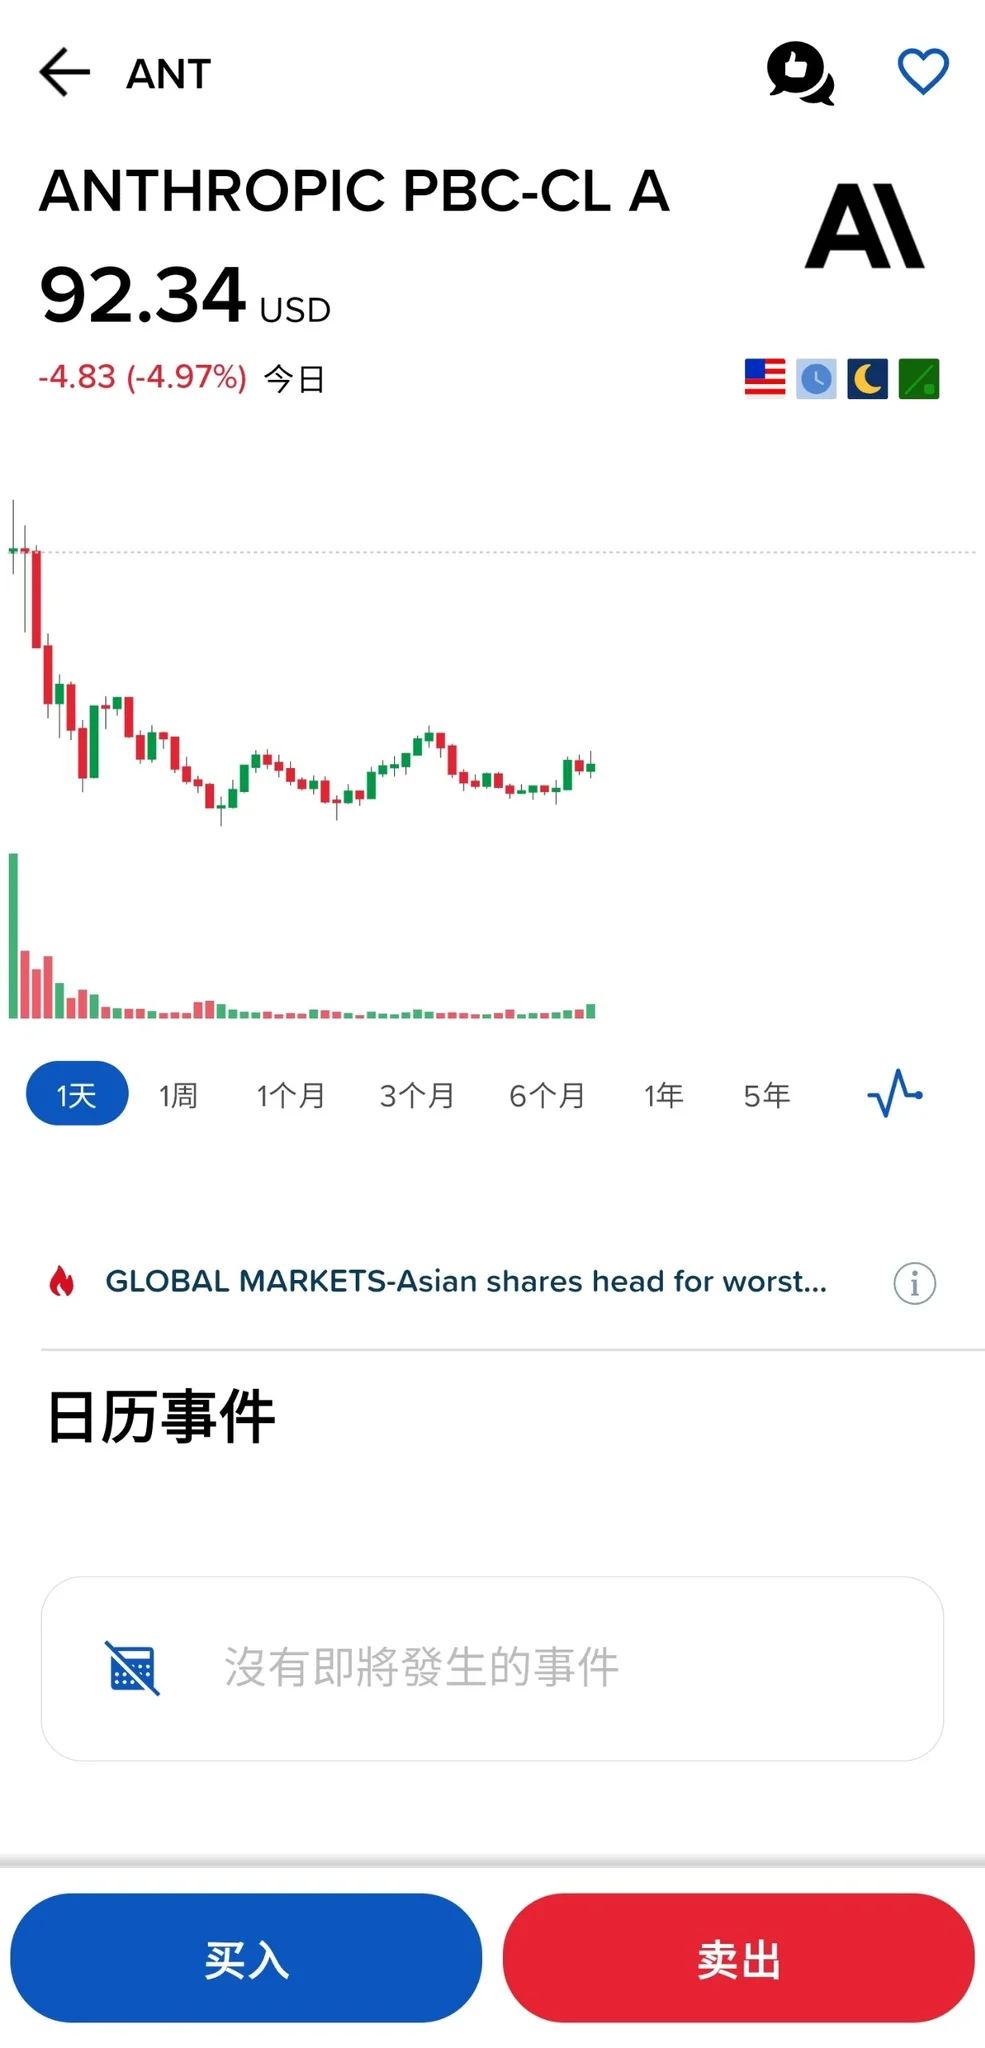 ANT
ANTHROPIC PBC-CL A
92.34 USD
-4.83 (-4.97%) 今日
1天 1周 1个月 3个月 6个月 1年 5年
GLOBAL MARKETS-Asian shares head for worst...
日历事件
沒有即將發生的事件
买入 卖出